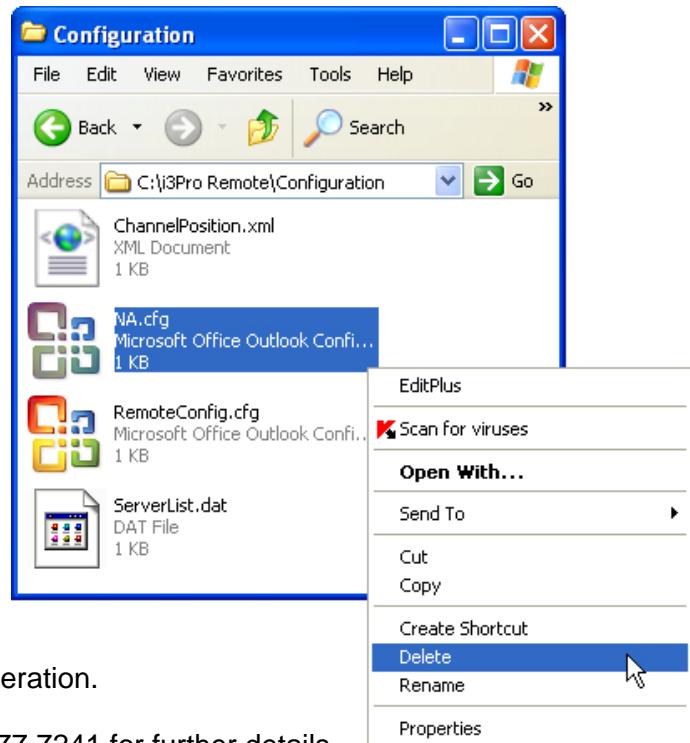 Configuration
File Edit View Favorites Tools Help
Back Search »
Address C:\i3Pro Remote\Configuration Go
ChannelPosition.xml
XML Document
1 KB
NA.cfg
Microsoft Office Outlook Confi...
1 KB
RemoteConfig.cfg
Microsoft Office Outlook Confi..
1 KB
ServerList.dat
DAT File
1 KB
EditPlus
Scan for viruses
Open With...
Send To
Cut
Copy
Create Shortcut
Delete
Rename
Properties
eration.
77.7241 for further details